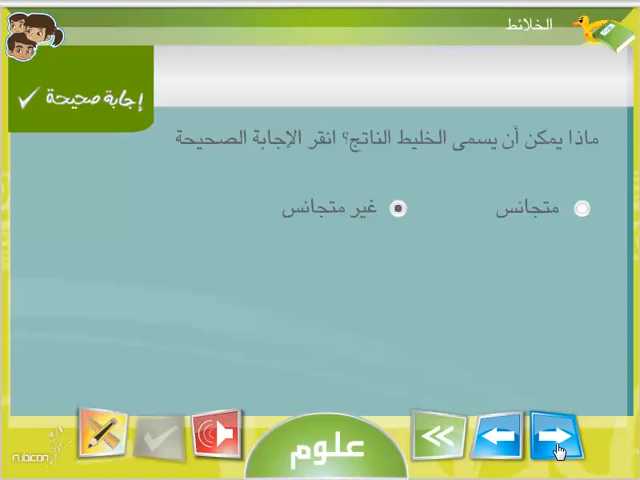 الخلائط
إجابة صحيحة
ماذا يمكن أن يسمى الخليط الناتج؟ انقر الإجابة الصحيحة
متجانس
غير متجانس
علوم
rubicon